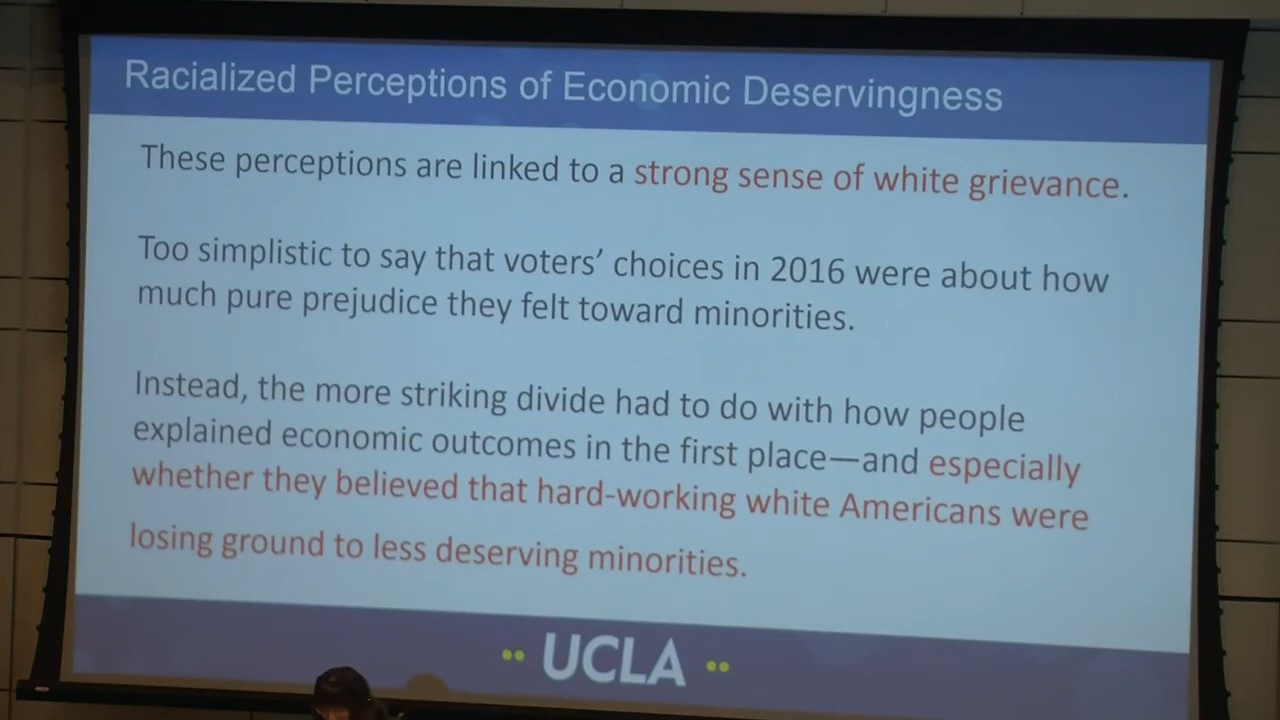 Racialized Perceptions of Economic Deservingness
These perceptions are linked to a strong sense of white grievance.
Too simplistic to say that voters’ choices in 2016 were about how
much pure prejudice they felt toward minorities.
Instead, the more striking divide had to do with how people
explained economic outcomes in the first place—and especially
whether they believed that hard-working white Americans were
losing ground to less deserving minorities.
UCLA